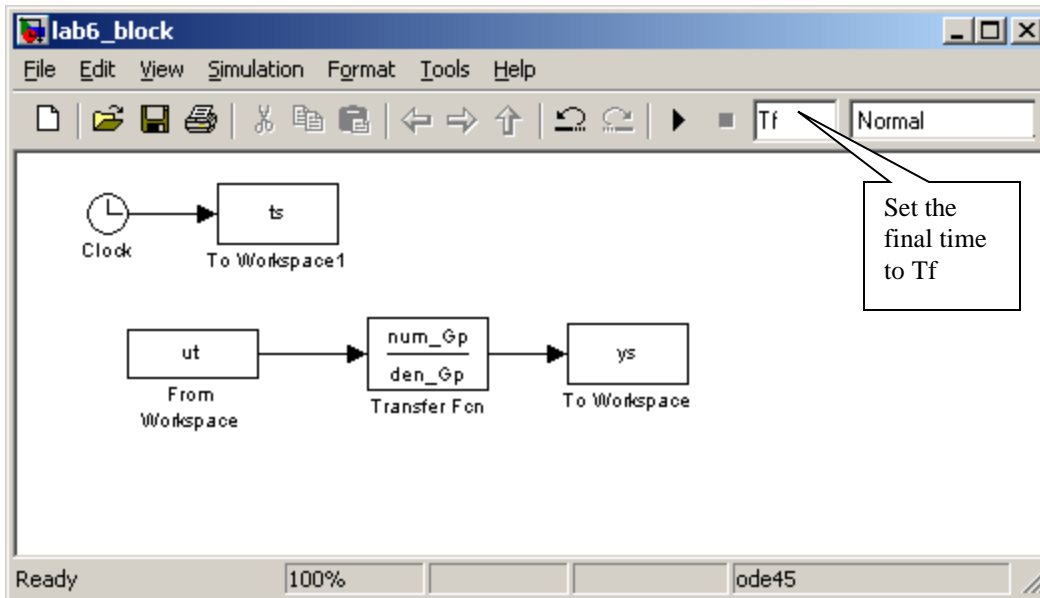 lab6_block
File Edit View Simulation Format Tools Help
Tf Normal
Set the
final time
to Tf
ts
Clock
To Workspace1
ut
From
Workspace
num_Gp
den_Gp
Transfer Fcn
ys
To Workspace
Ready 100% ode45